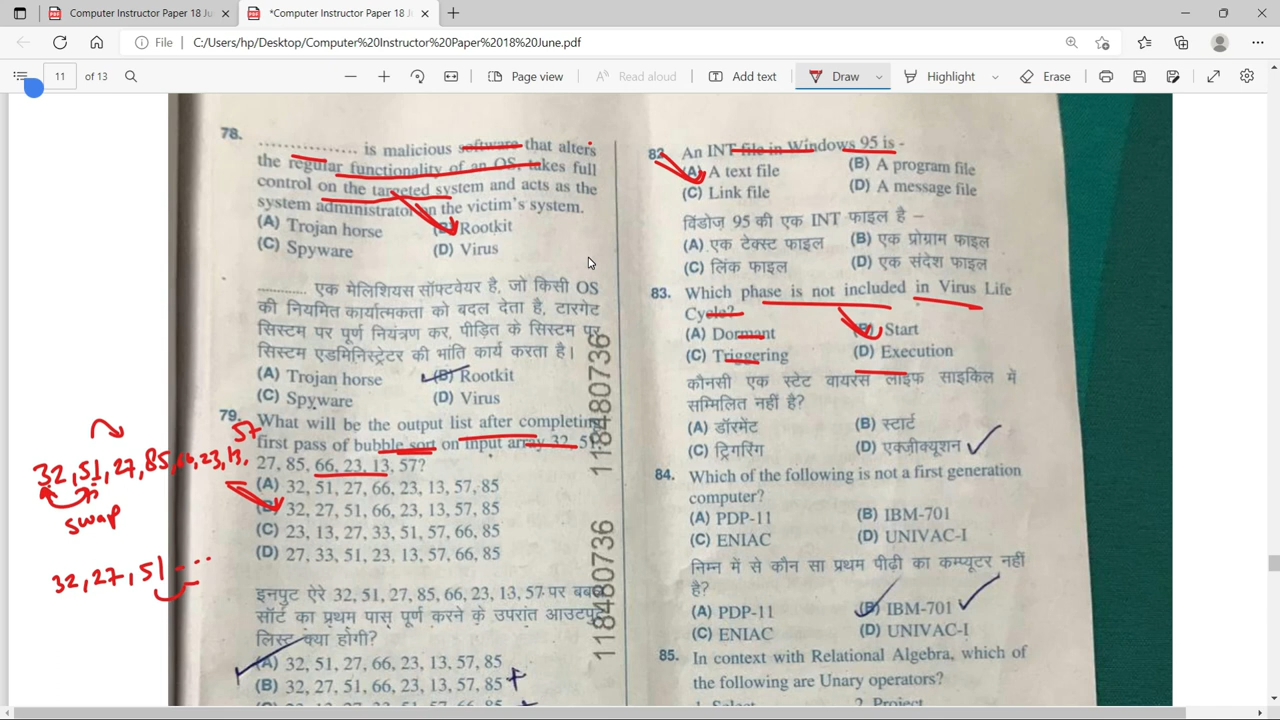 Computer Instructor Paper 18 Ju
*Computer Instructor Paper 18 J
File
C:/Users/hp/Desktop/Computer%20Instructor%20Paper%2018%20June.pdf
11 of 13
Page view
Read aloud
Add text
Draw
Highlight
Erase
78.
.............. is malicious software that alters
the regular functionality of an OS, takes full
control on the targeted system and acts as the
system administrator on the victim's system.
(A) Trojan horse
Rootkit
(C) Spyware
(D) Virus
........... एक मेलिशियस सॉफ्टवेयर है, जो किसी OS
की नियमित कार्यात्मकता को बदल देता है, टारगेट
सिस्टम पर पूर्ण नियंत्रण कर, पीड़ित के सिस्टम पर
सिस्टम एडमिनिस्ट्रेटर की भांति कार्य करता है।
(A) Trojan horse
(B) Rootkit
(C) Spyware
(D) Virus
79. What will be the output list after completing
first pass of bubble sort on input array 32, 51,
27, 85, 66, 23, 13, 57?
(A) 32, 51, 27, 66, 23, 13, 57, 85
32, 27, 51, 66, 23, 13, 57, 85
(C) 23, 13, 27, 33, 51, 57, 66, 85
(D) 27, 33, 51, 23, 13, 57, 66, 85
57
32, 51, 27, 85, 66, 23, 13,
swap
32, 27, 51 ....
इनपुट ऐरे 32, 51, 27, 85, 66, 23, 13, 57 पर बबल
सॉर्ट का प्रथम पास पूर्ण करने के उपरांत आउटपुट
लिस्ट क्या होगी?
(A) 32, 51, 27, 66, 23, 13, 57, 85
(B) 32, 27, 51, 66, 23, 13, 57, 85
118480736
118480736
82. An INT file in Windows 95 is -
(A) A text file
(B) A program file
(C) Link file
(D) A message file
विंडोज़ 95 की एक INT फाइल है –
(A) एक टेक्स्ट फाइल
(B) एक प्रोग्राम फाइल
(C) लिंक फाइल
(D) एक संदेश फाइल
83. Which phase is not included in Virus Life
Cycle?
(A) Dormant
Start
(C) Triggering
(D) Execution
कौनसी एक स्टेट वायरस लाइफ साइकिल में
सम्मिलित नहीं है?
(A) डॉरमेंट
(B) स्टार्ट
(C) ट्रिगरिंग
(D) एक्ज़ीक्यूशन
84. Which of the following is not a first generation
computer?
(A) PDP-11
(B) IBM-701
(C) ENIAC
(D) UNIVAC-I
निम्न में से कौन सा प्रथम पीढ़ी का कम्प्यूटर नहीं
है?
(A) PDP-11
(B) IBM-701
(C) ENIAC
(D) UNIVAC-I
85. In context with Relational Algebra, which of
the following are Unary operators?